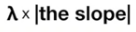 λ × |the slope|